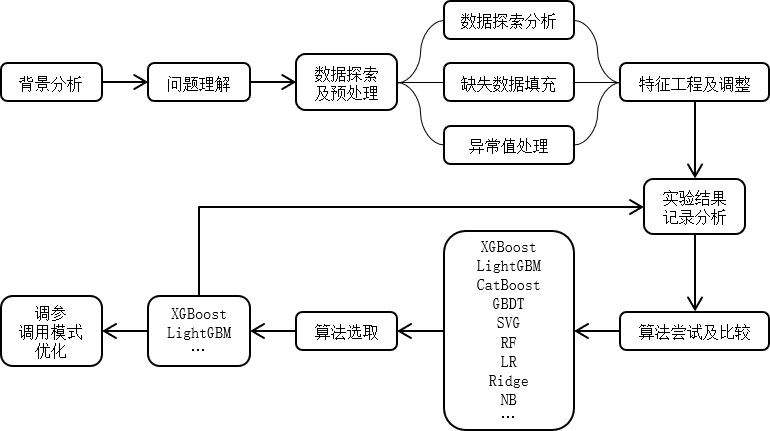 背景分析
问题理解
数据探索
及预处理
数据探索分析
缺失数据填充
异常值处理
特征工程及调整
实验结果
记录分析
算法尝试及比较
XGBoost
LightGBM
CatBoost
GBDT
SVG
RF
LR
Ridge
NB
…
算法选取
XGBoost
LightGBM
…
调参
调用模式
优化